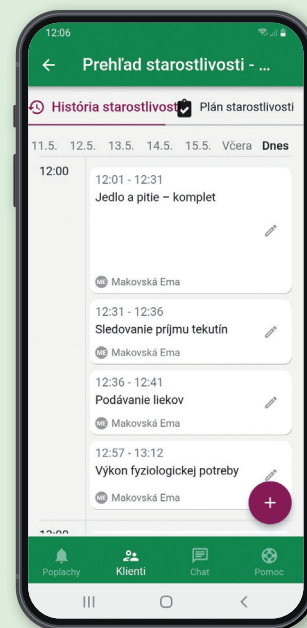 12:06
Prehľad starostlivosti - ...
História starostlivost
Plán starostlivosti
11.5. 12.5. 13.5. 14.5. 15.5. Včera Dnes
12:00
12:01 - 12:31
Jedlo a pitie – komplet
ME Makovská Ema
12:31 - 12:36
Sledovanie príjmu tekutín
ME Makovská Ema
12:36 - 12:41
Podávanie liekov
ME Makovská Ema
12:57 - 13:12
Výkon fyziologickej potreby
ME Makovská Ema
+
13:00
Poplachy Klienti Chat Pomoc